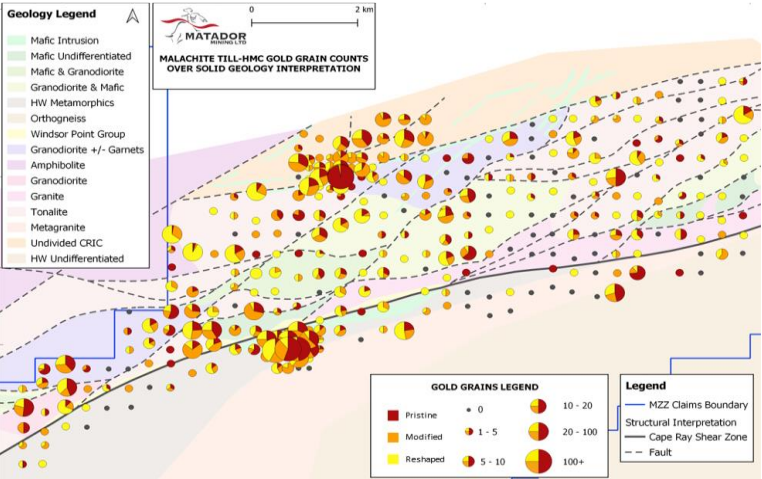 Geology Legend
Mafic Intrusion
Mafic Undifferentiated
Mafic & Granodiorite
Granodiorite & Mafic
HW Metamorphics
Orthogneiss
Windsor Point Group
Granodiorite +/- Garnets
Amphibolite
Granodiorite
Granite
Tonalite
Metagranite
Undivided CRIC
HW Undifferentiated
0 2 km
MATADOR
MINING LTD
MALACHITE TILL-HMC GOLD GRAIN COUNTS
OVER SOLID GEOLOGY INTERPRETATION
GOLD GRAINS LEGEND
Pristine
Modified
Reshaped
0
1 - 5
5 - 10
10 - 20
20 - 100
100+
Legend
MZZ Claims Boundary
Structural Interpretation
Cape Ray Shear Zone
Fault